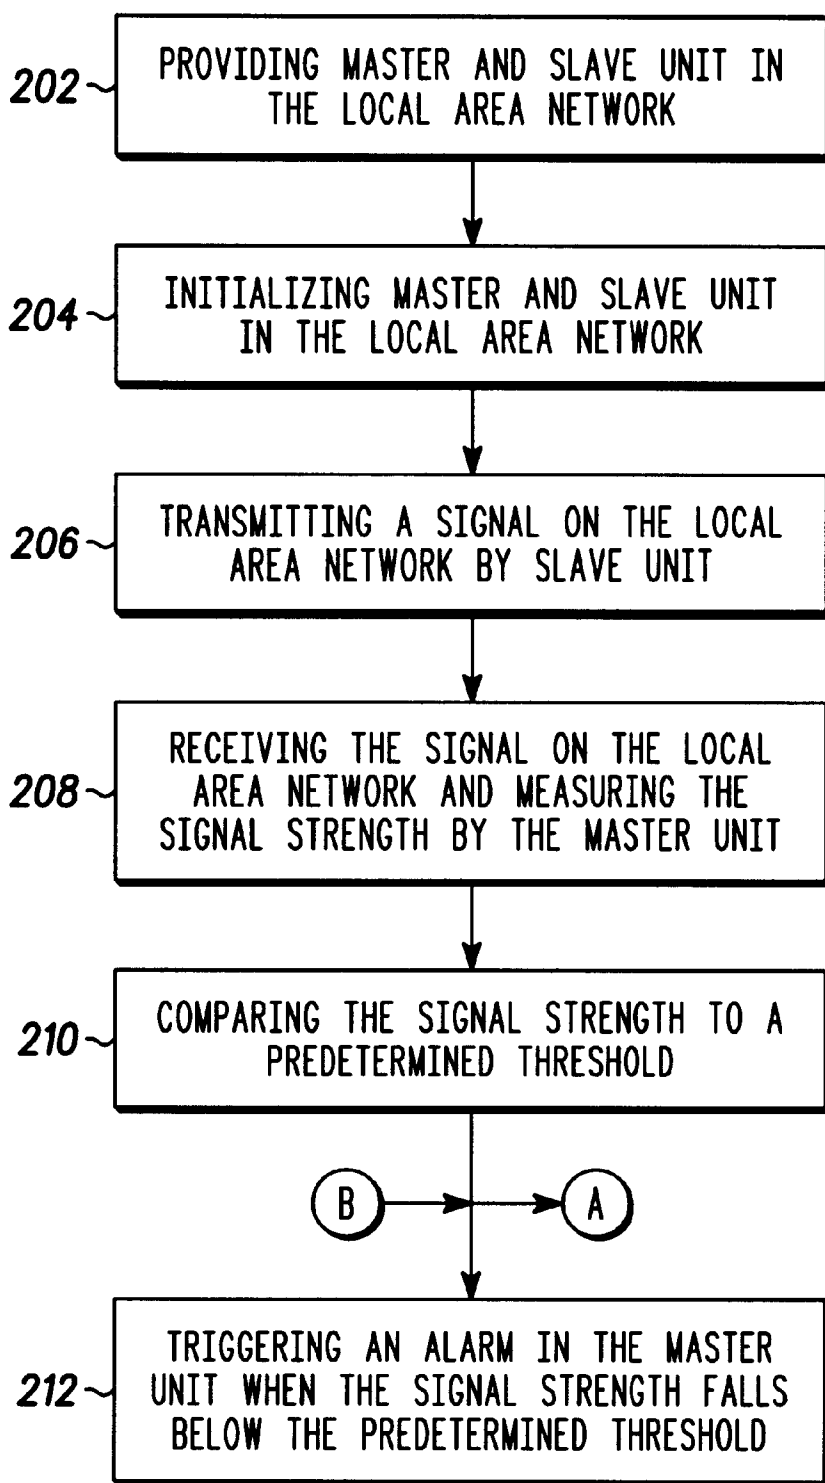 202
PROVIDING MASTER AND SLAVE UNIT IN
THE LOCAL AREA NETWORK
204
INITIALIZING MASTER AND SLAVE UNIT
IN THE LOCAL AREA NETWORK
206
TRANSMITTING A SIGNAL ON THE LOCAL
AREA NETWORK BY SLAVE UNIT
208
RECEIVING THE SIGNAL ON THE LOCAL
AREA NETWORK AND MEASURING THE
SIGNAL STRENGTH BY THE MASTER UNIT
210
COMPARING THE SIGNAL STRENGTH TO A
PREDETERMINED THRESHOLD
B
A
212
TRIGGERING AN ALARM IN THE MASTER
UNIT WHEN THE SIGNAL STRENGTH FALLS
BELOW THE PREDETERMINED THRESHOLD